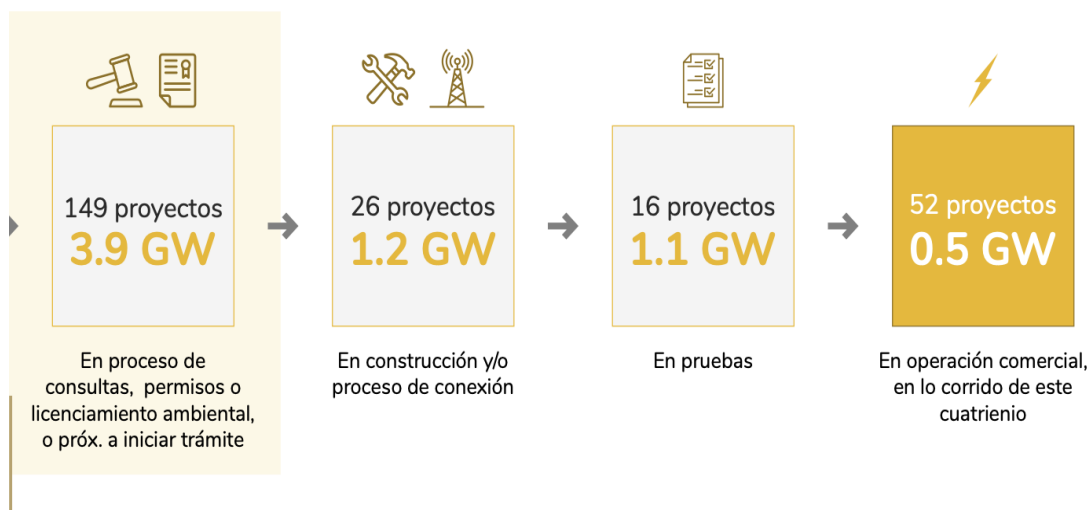 149 proyectos
3.9 GW
En proceso de
consultas, permisos o
licenciamiento ambiental,
o próx. a iniciar trámite
26 proyectos
1.2 GW
En construcción y/o
proceso de conexión
16 proyectos
1.1 GW
En pruebas
52 proyectos
0.5 GW
En operación comercial,
en lo corrido de este
cuatrienio